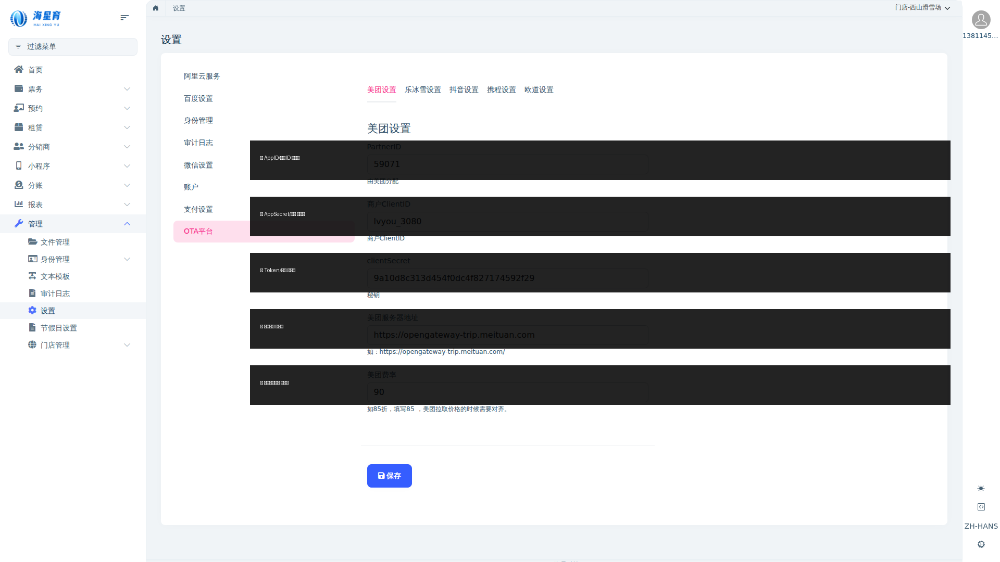 海星育
HAI XING YU
过滤菜单
首页
票务
预约
租赁
分销商
小程序
分账
报表
管理
文件管理
身份管理
文本模板
审计日志
设置
节假日设置
门店管理
设置
门店-西山滑雪场
1381145...
设置
阿里云服务
百度设置
身份管理
审计日志
微信设置
账户
支付设置
OTA平台
美团设置 乐冰雪设置 抖音设置 携程设置 欧道设置
美团设置
PartnerID
AppID/ ID
59071
由美团分配
商户ClientID
AppSecret/
lvyou_3080
商户ClientID
clientSecret
Token/
9a10d8c313d454f0dc4f827174592f29
秘钥
美团服务器地址
https://opengateway-trip.meituan.com
如：https://opengateway-trip.meituan.com/
美团费率
90
如85折，填写85 ，美团拉取价格的时候需要对齐。
保存
ZH-HANS